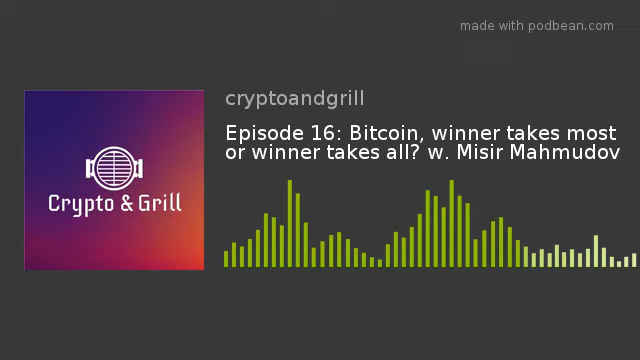 made with podbean.com
cryptoandgrill
Episode 16: Bitcoin, winner takes most
or winner takes all? w. Misir Mahmudov
Crypto & Grill